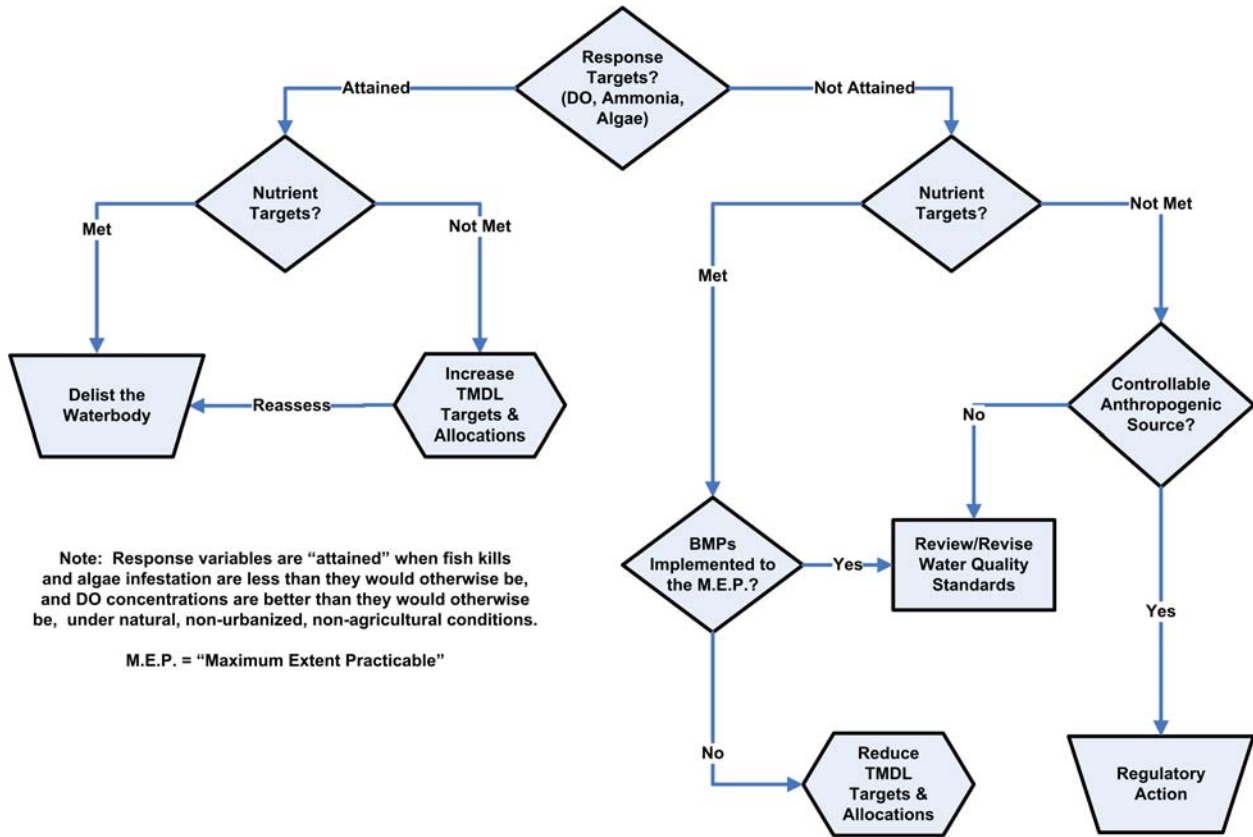 Response
Targets?
(DO, Ammonia,
Algae)
Attained
Not Attained
Nutrient
Targets?
Met
Not Met
Nutrient
Targets?
Met
Not Met
Delist the
Waterbody
Reassess
Increase
TMDL
Targets &
Allocations
Controllable
Anthropogenic
Source?
No
Yes
BMPs
Implemented to
the M.E.P.?
Yes
No
Review/Revise
Water Quality
Standards
Reduce
TMDL
Targets &
Allocations
Regulatory
Action
Note: Response variables are “attained” when fish kills
and algae infestation are less than they would otherwise be,
and DO concentrations are better than they would otherwise
be, under natural, non-urbanized, non-agricultural conditions.
M.E.P. = “Maximum Extent Practicable”